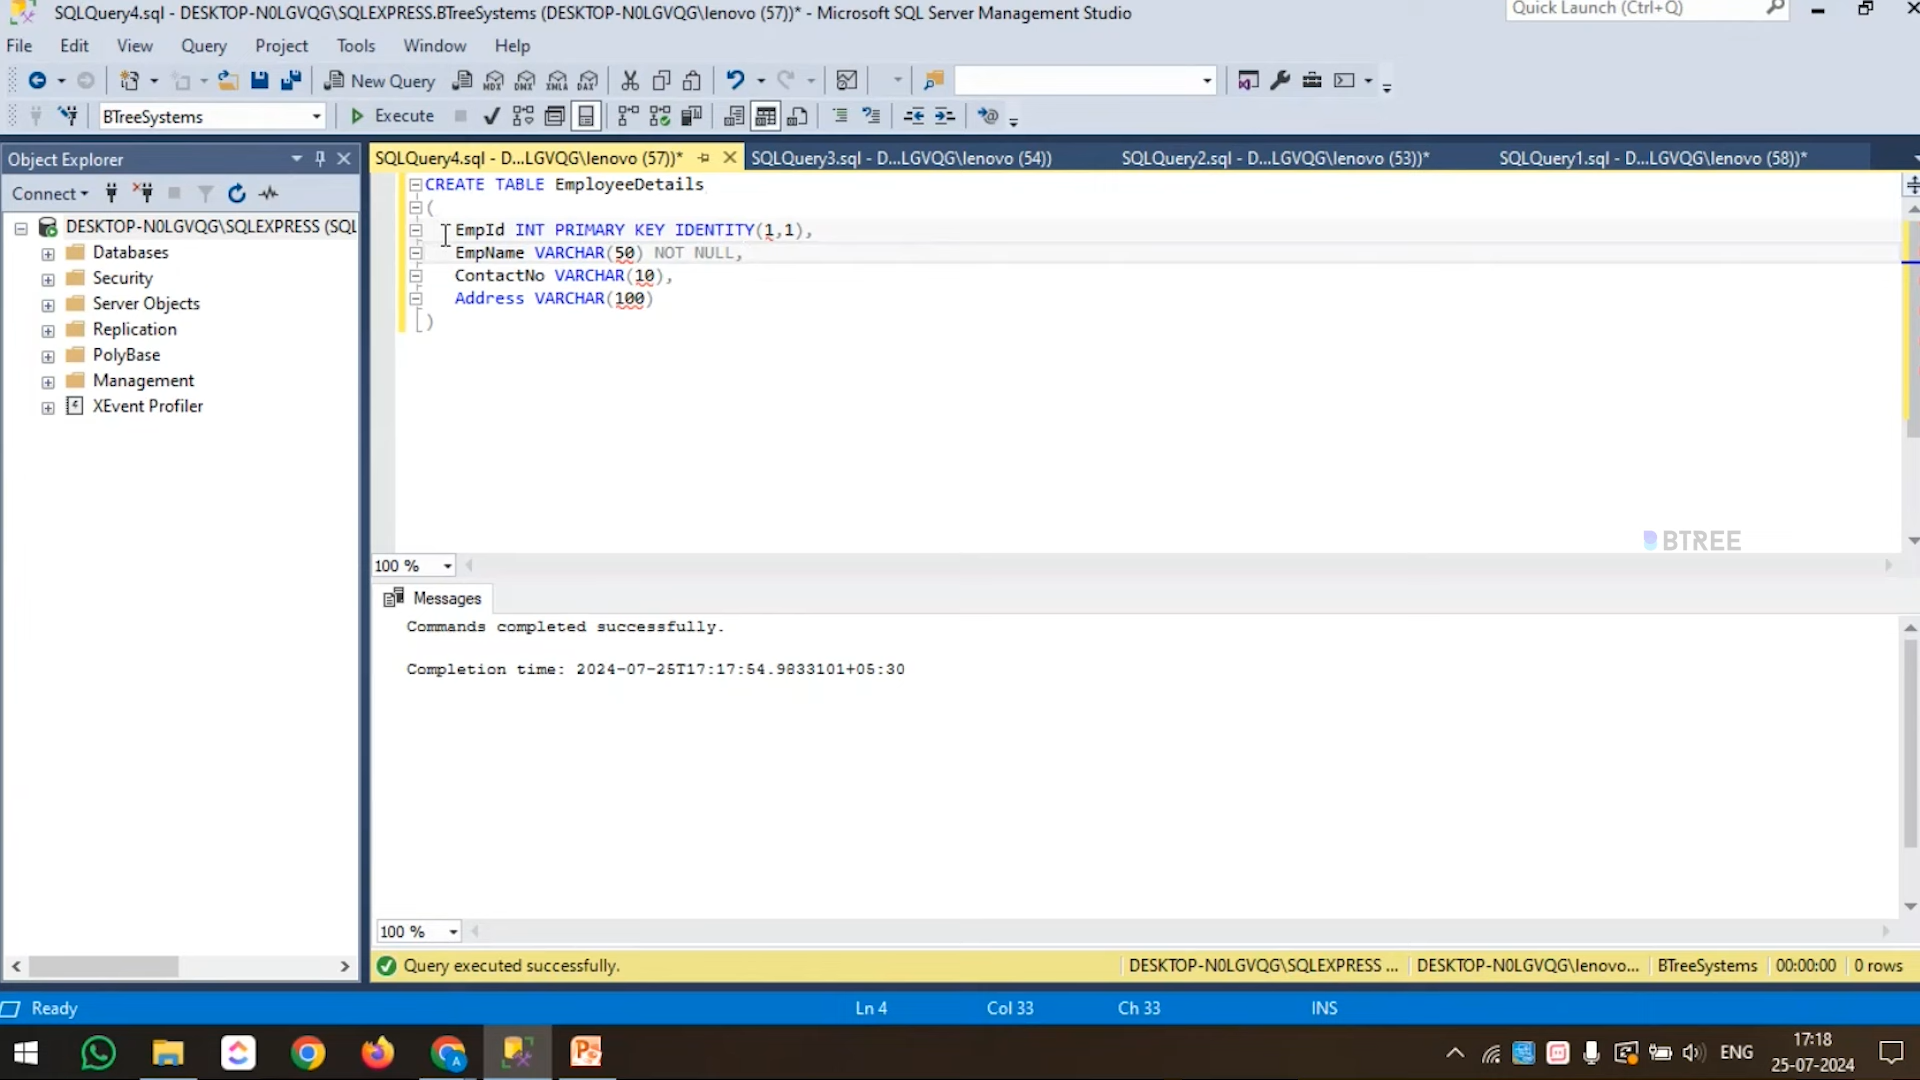 SQLQuery4.sql - DESKTOP-N0LGVQG\SQLEXPRESS.BTreeSystems (DESKTOP-N0LGVQG\lenovo (57))* - Microsoft SQL Server Management Studio
Quick Launch (Ctrl+Q)
File Edit View Query Project Tools Window Help
New Query MDX DMX XMLA DAX
BTreeSystems Execute
Object Explorer
SQLQuery4.sql - D...LGVQG\lenovo (57))* SQLQuery3.sql - D...LGVQG\lenovo (54)) SQLQuery2.sql - D...LGVQG\lenovo (53))* SQLQuery1.sql - D...LGVQG\lenovo (58))*
Connect
DESKTOP-N0LGVQG\SQLEXPRESS (SQL
Databases
Security
Server Objects
Replication
PolyBase
Management
XEvent Profiler
CREATE TABLE EmployeeDetails
(
EmpId INT PRIMARY KEY IDENTITY(1,1),
EmpName VARCHAR(50) NOT NULL,
ContactNo VARCHAR(10),
Address VARCHAR(100)
)
BTREE
100 %
Messages
Commands completed successfully.
Completion time: 2024-07-25T17:17:54.9833101+05:30
100 %
Query executed successfully. DESKTOP-N0LGVQG\SQLEXPRESS ... DESKTOP-N0LGVQG\lenovo... BTreeSystems 00:00:00 0 rows
Ready Ln 4 Col 33 Ch 33 INS
ENG
17:18
25-07-2024